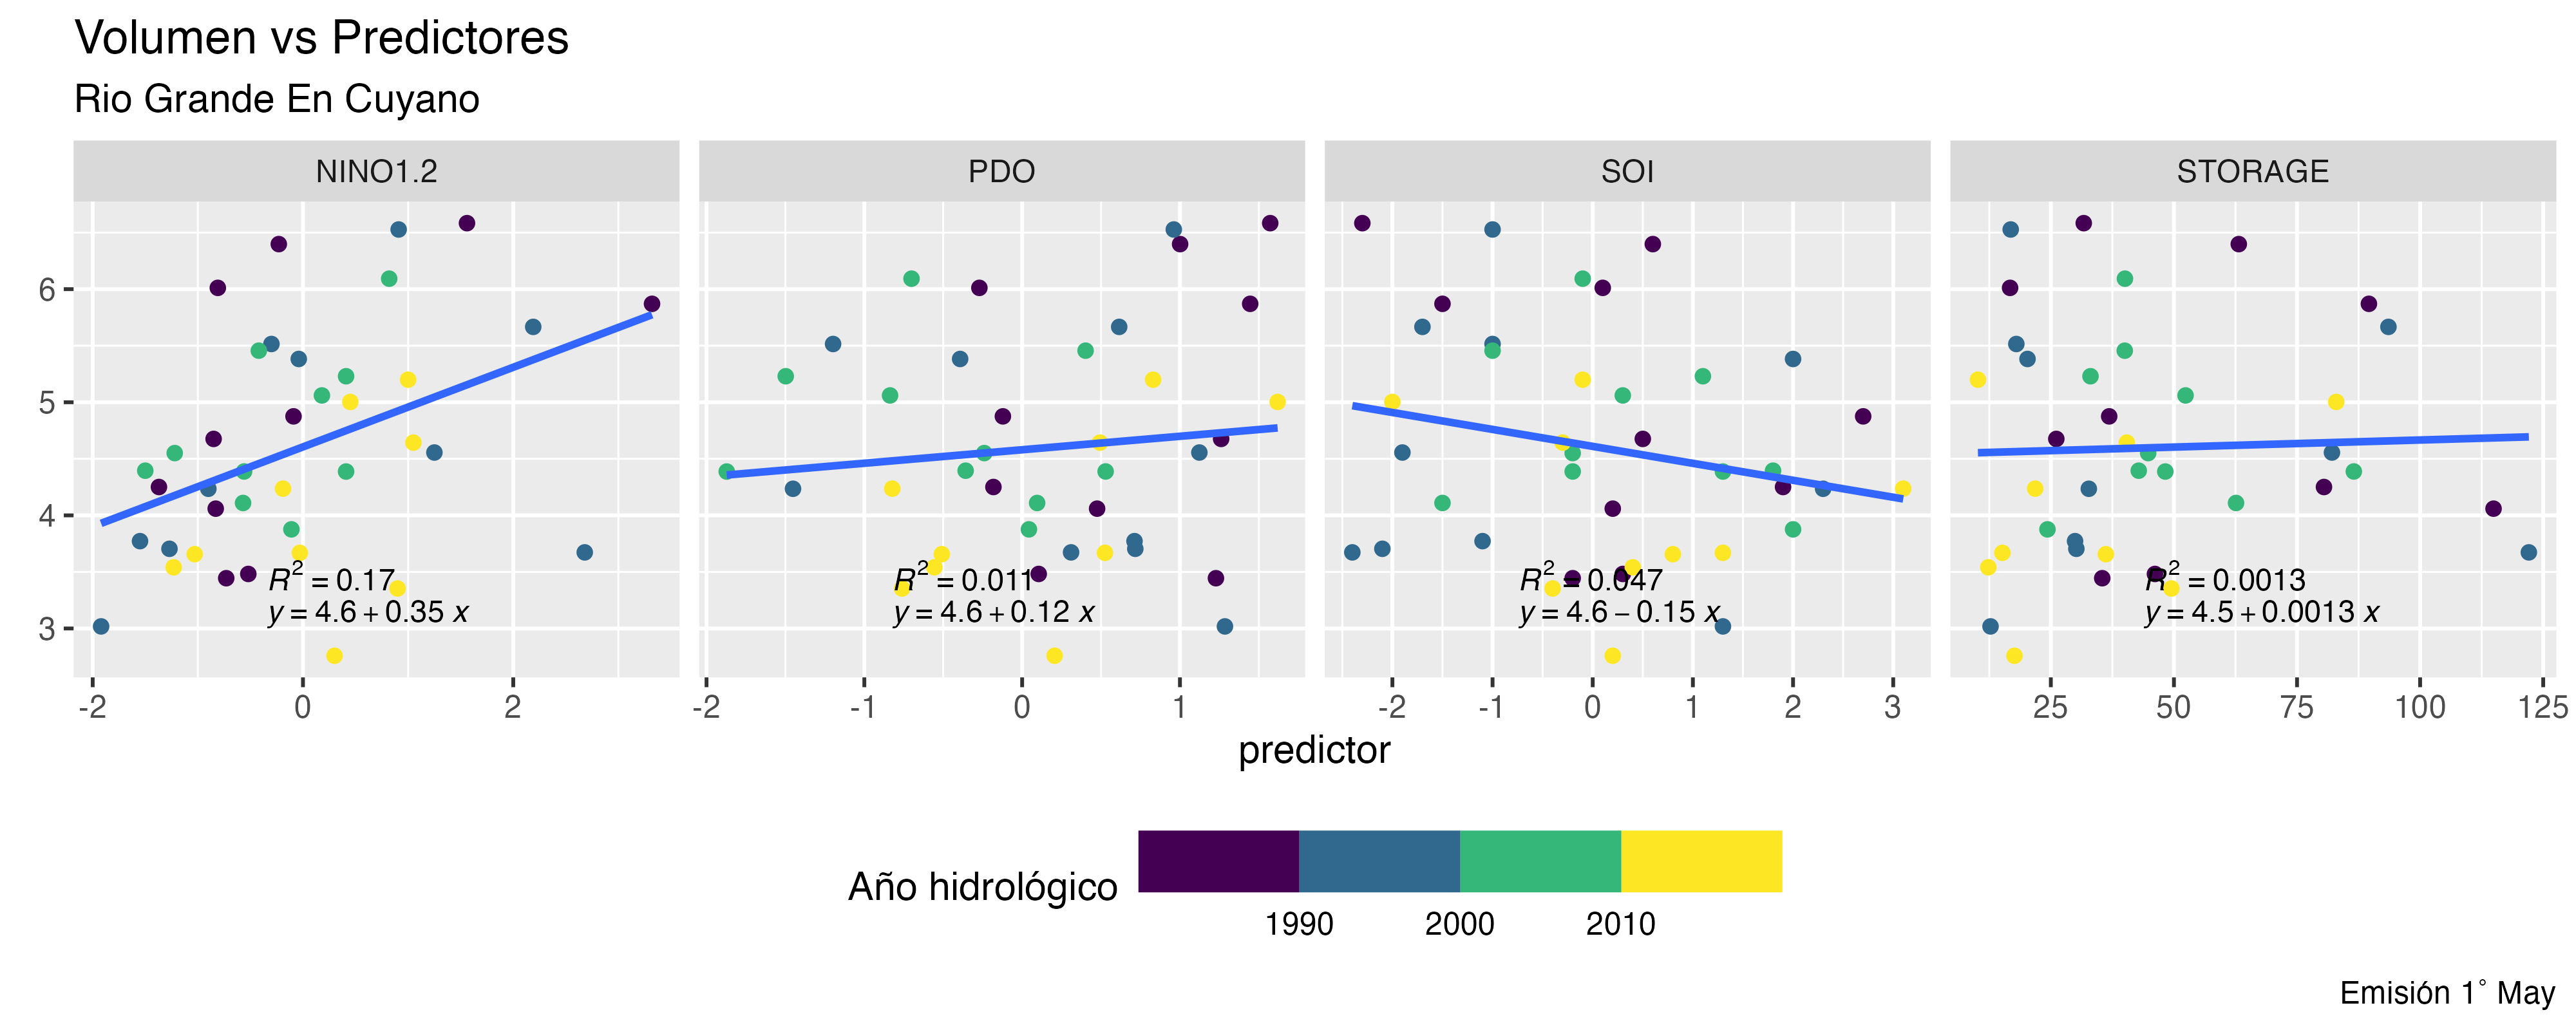 Volumen vs Predictores
Rio Grande En Cuyano
NINO1.2 PDO SOI STORAGE
6
5
4
3
R² = 0.17 R² = 0.011 R² = 0.047 R² = 0.0013
y = 4.6 + 0.35 x y = 4.6 + 0.12 x y = 4.6 − 0.15 x y = 4.5 + 0.0013 x
-2 0 2 -2 -1 0 1 -2 -1 0 1 2 3 25 50 75 100 125
predictor
Año hidrológico
1990 2000 2010
Emisión 1˚ May